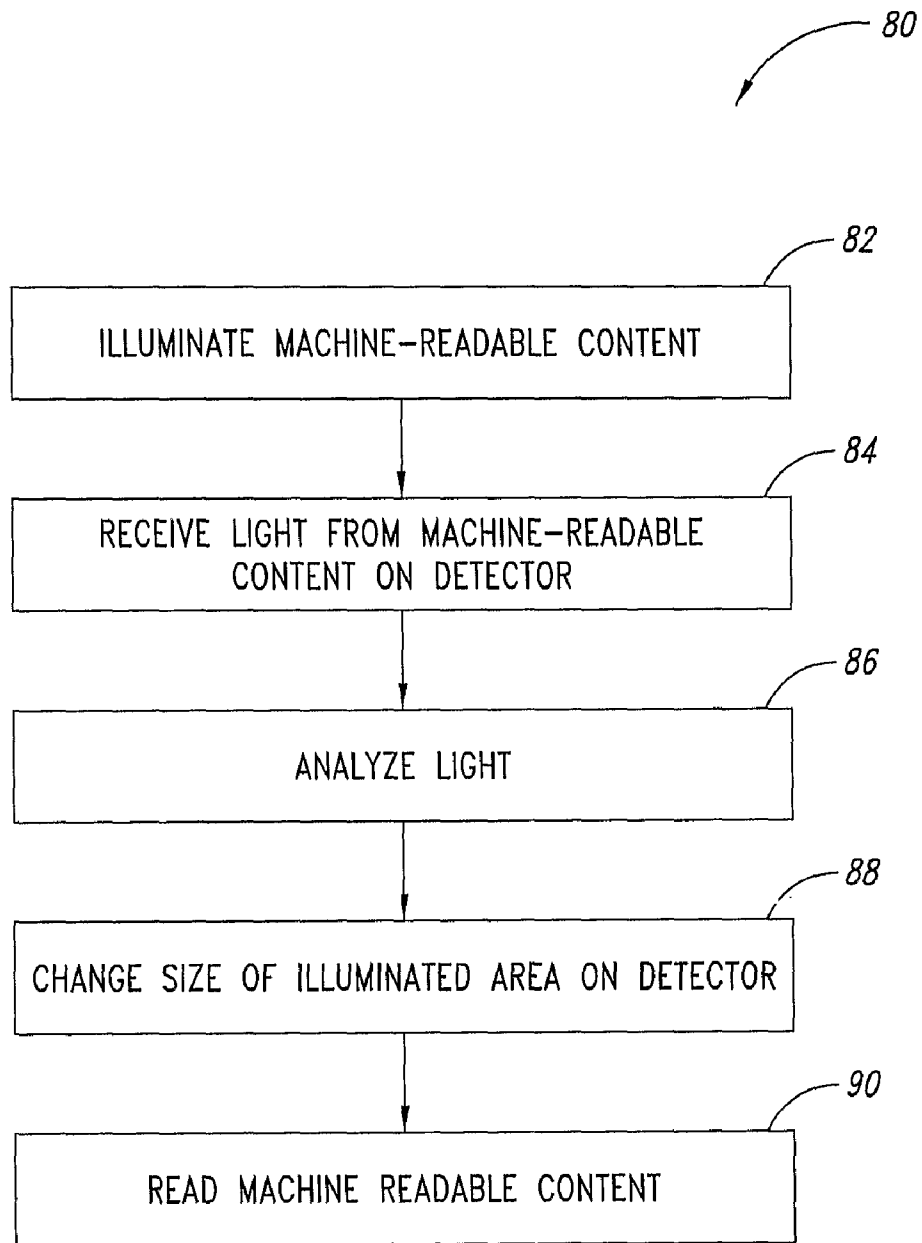 80
82
ILLUMINATE MACHINE-READABLE CONTENT
84
RECEIVE LIGHT FROM MACHINE-READABLE
CONTENT ON DETECTOR
86
ANALYZE LIGHT
88
CHANGE SIZE OF ILLUMINATED AREA ON DETECTOR
90
READ MACHINE READABLE CONTENT